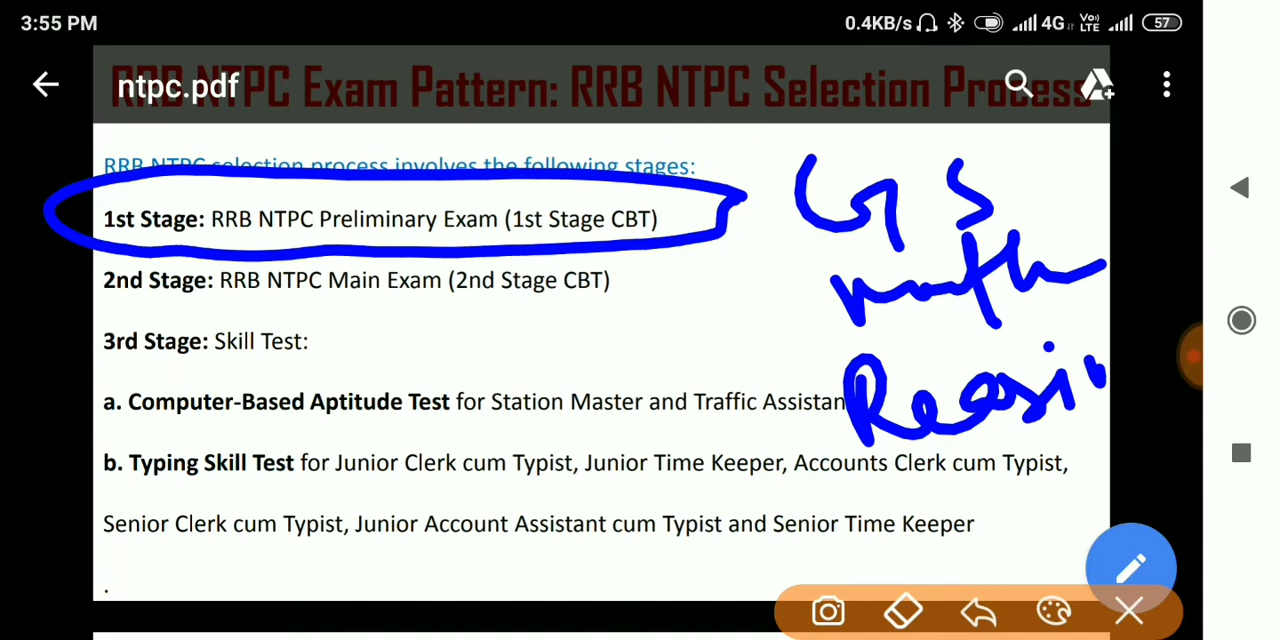 3:55 PM 0.4KB/s 4G Vo) LTE 57
RRB NTPC Exam Pattern: RRB NTPC Selection Process
ntpc.pdf
RRB NTPC selection process involves the following stages:
GS
1st Stage: RRB NTPC Preliminary Exam (1st Stage CBT)
math
2nd Stage: RRB NTPC Main Exam (2nd Stage CBT)
3rd Stage: Skill Test:
a. Computer-Based Aptitude Test for Station Master and Traffic Assistan
b. Typing Skill Test for Junior Clerk cum Typist, Junior Time Keeper, Accounts Clerk cum Typist,
Senior Clerk cum Typist, Junior Account Assistant cum Typist and Senior Time Keeper
.